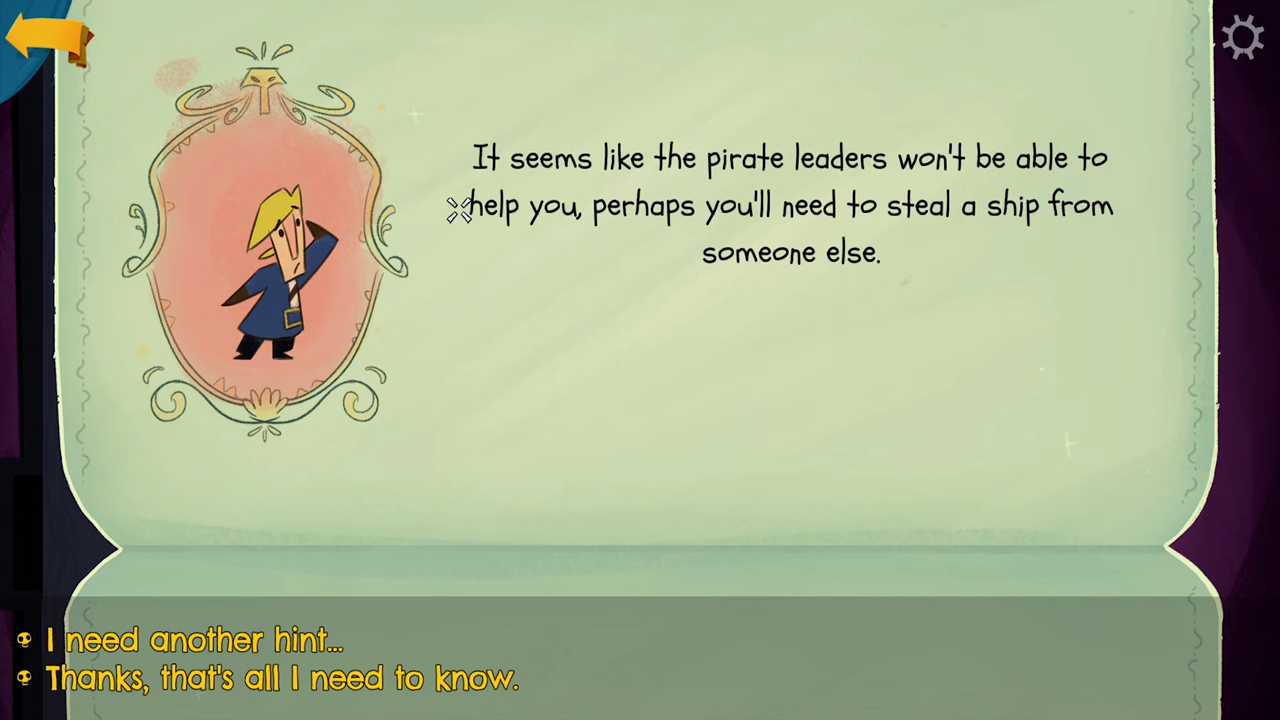 It seems like the pirate leaders won't be able to
help you, perhaps you'll need to steal a ship from
someone else.
I need another hint...
Thanks, that's all I need to know.